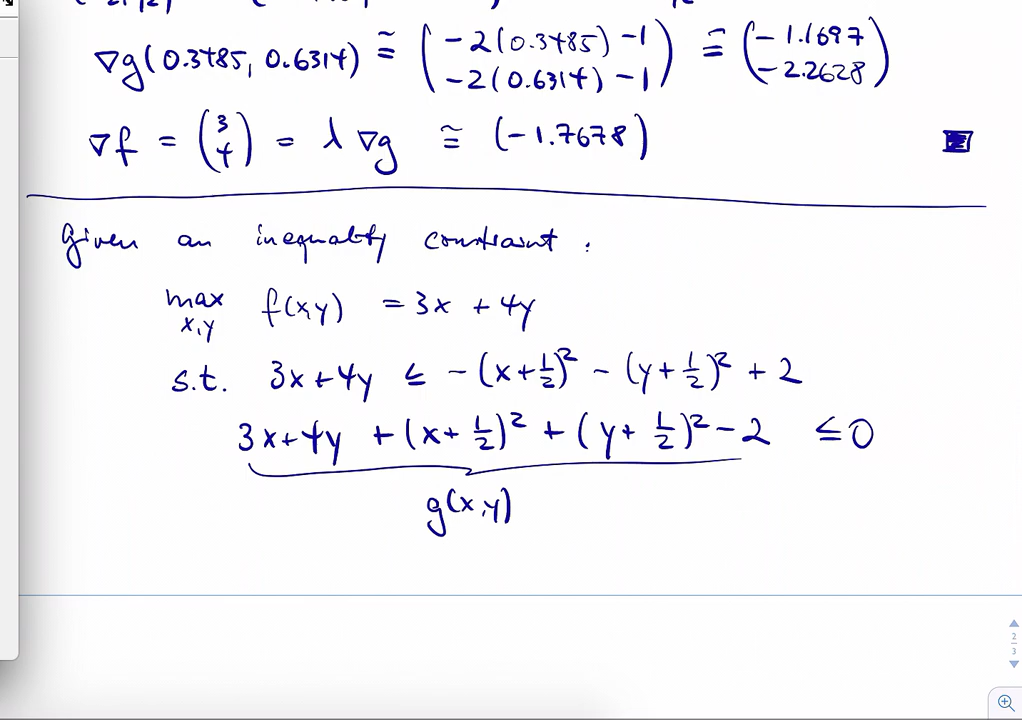 ∇g(0.3485, 0.6314) ≅ ( −2(0.3485) −1 / −2(0.6314) −1 ) ≅ ( −1.1697 / −2.2628 )
∇f = ( 3 / 4 ) = λ ∇g ≅ (−1.7678)
given an inequality constraint :
max x,y f(x,y) = 3x + 4y
s.t. 3x + 4y ≤ −(x+½)² − (y+½)² + 2
3x + 4y + (x+ ½)² + (y+ ½)² − 2 ≤ 0
g(x,y)
2
3